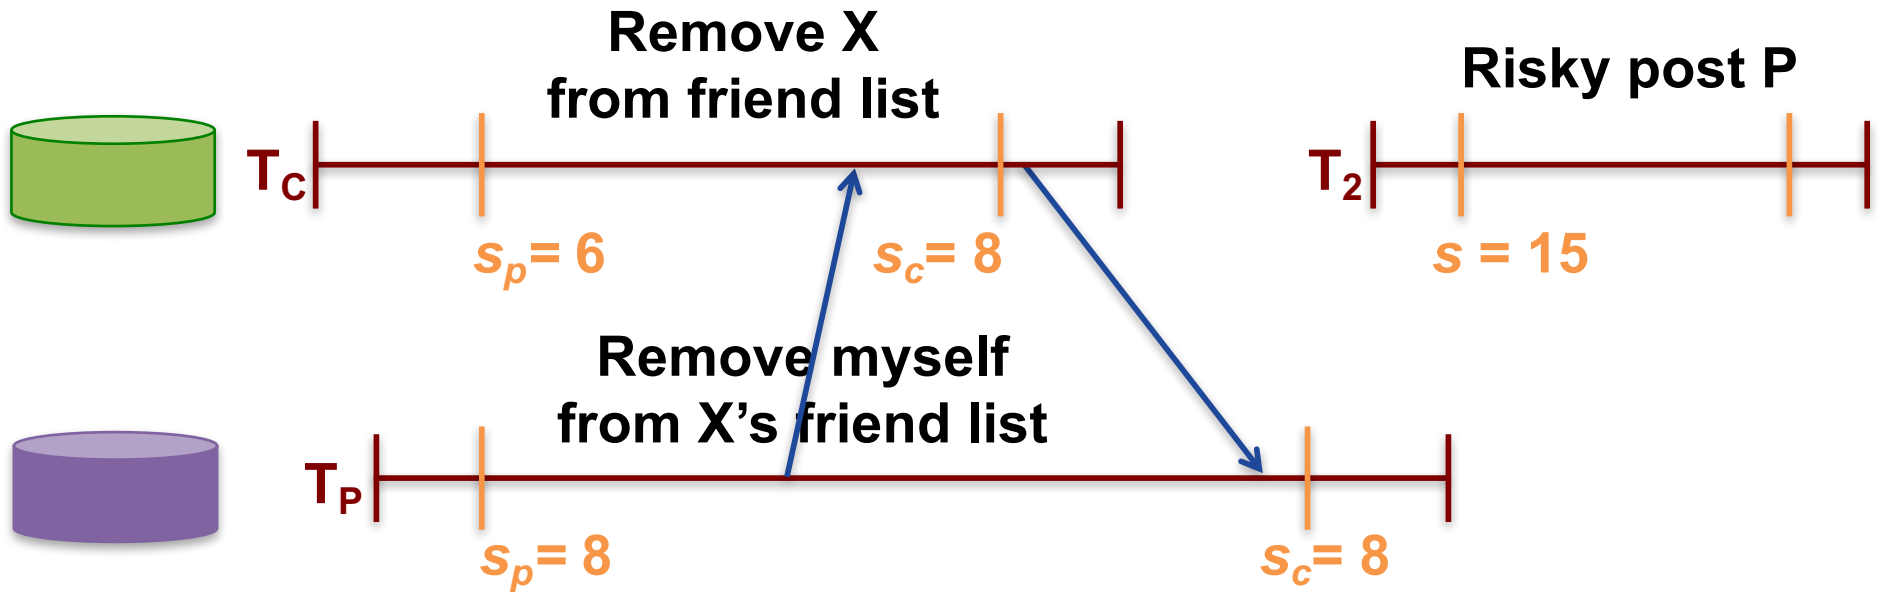 Remove X
from friend list
Risky post P
T_C
T_2
s_p= 6
s_c= 8
s = 15
Remove myself
from X’s friend list
T_P
s_p= 8
s_c= 8